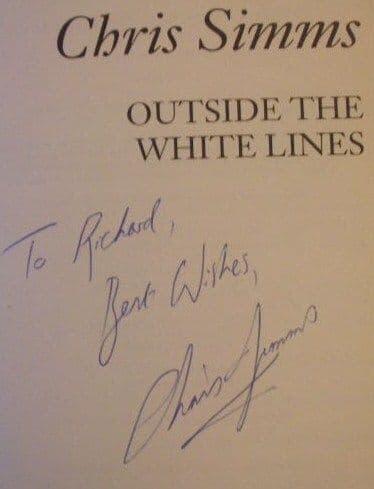 Chris Simms
OUTSIDE THE
WHITE LINES
To Richard,
Best Wishes,
Chris Simms